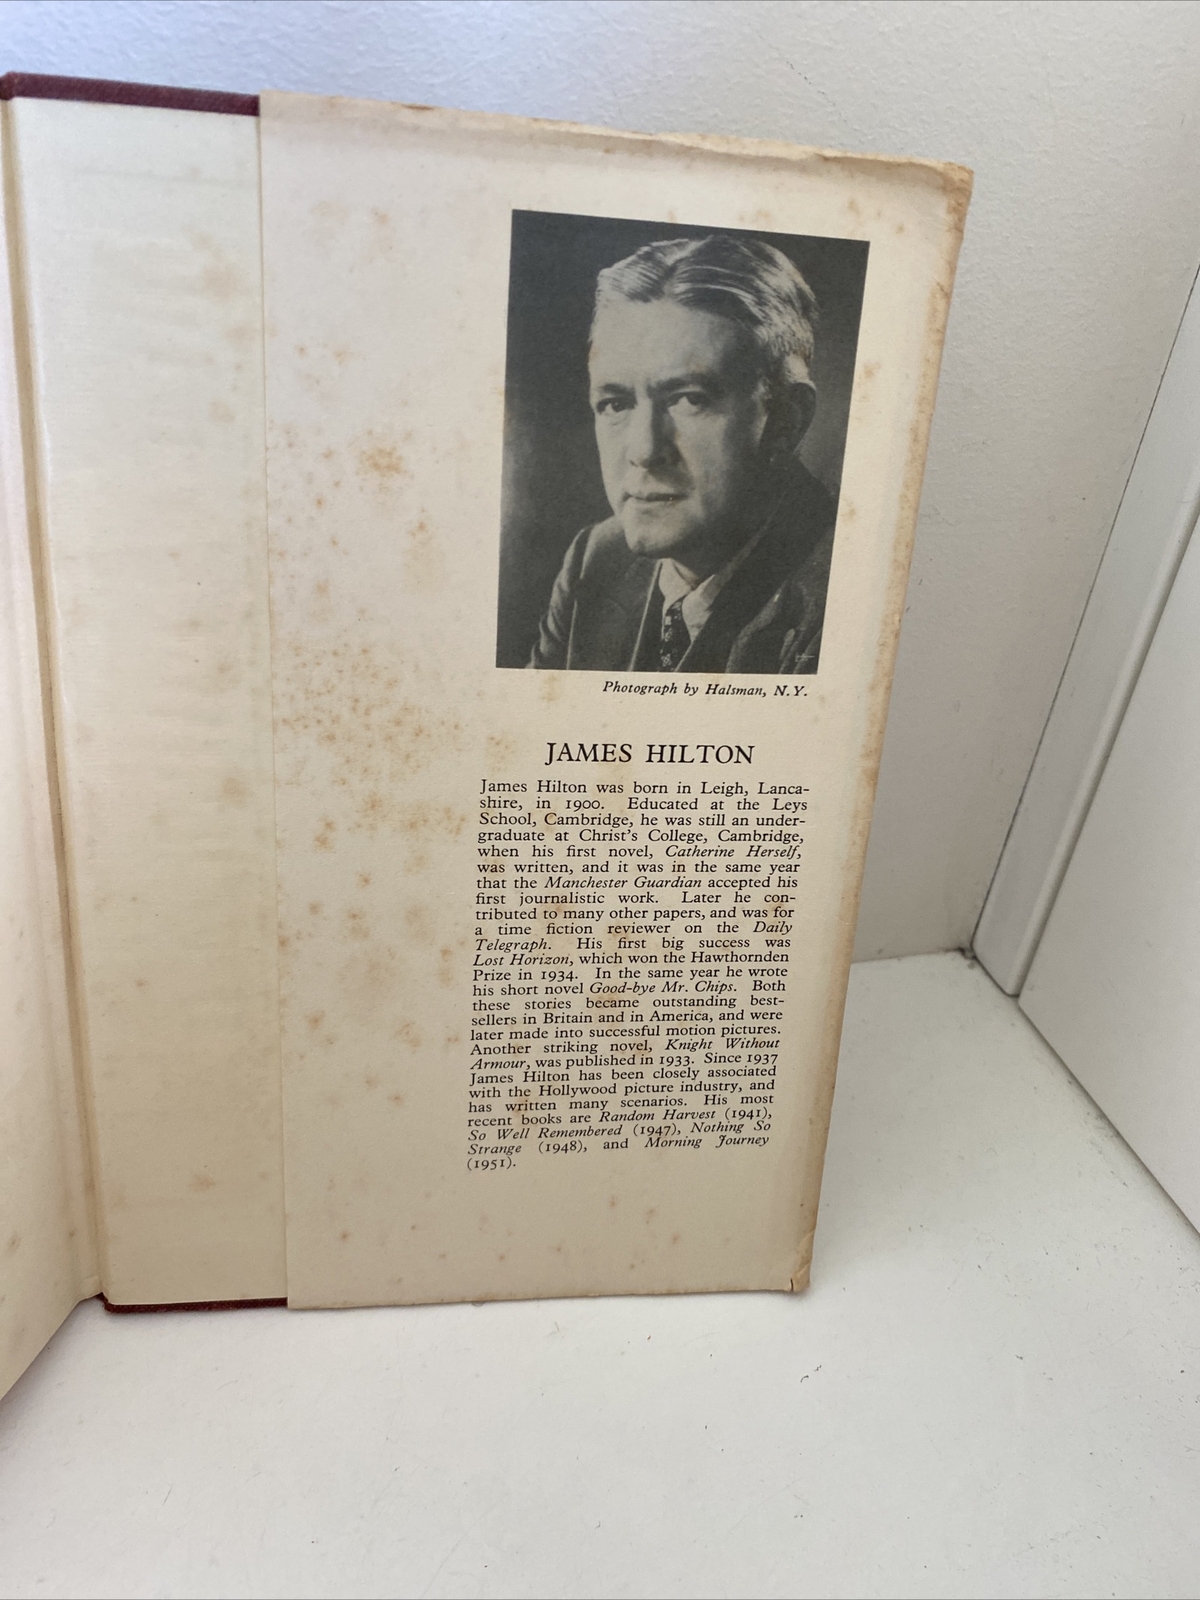 Photograph by Halsman, N.Y.
JAMES HILTON
James Hilton was born in Leigh, Lanca-
shire, in 1900. Educated at the Leys
School, Cambridge, he was still an under-
graduate at Christ's College, Cambridge,
when his first novel, Catherine Herself,
was written, and it was in the same year
that the Manchester Guardian accepted his
first journalistic work. Later he con-
tributed to many other papers, and was for
a time fiction reviewer on the Daily
Telegraph. His first big success was
Lost Horizon, which won the Hawthornden
Prize in 1934. In the same year he wrote
his short novel Good-bye Mr. Chips. Both
these stories became outstanding best-
sellers in Britain and in America, and were
later made into successful motion pictures.
Another striking novel, Knight Without
Armour, was published in 1933. Since 1937
James Hilton has been closely associated
with the Hollywood picture industry, and
has written many scenarios. His most
recent books are Random Harvest (1941),
So Well Remembered (1947), Nothing So
Strange (1948), and Morning Journey
(1951).